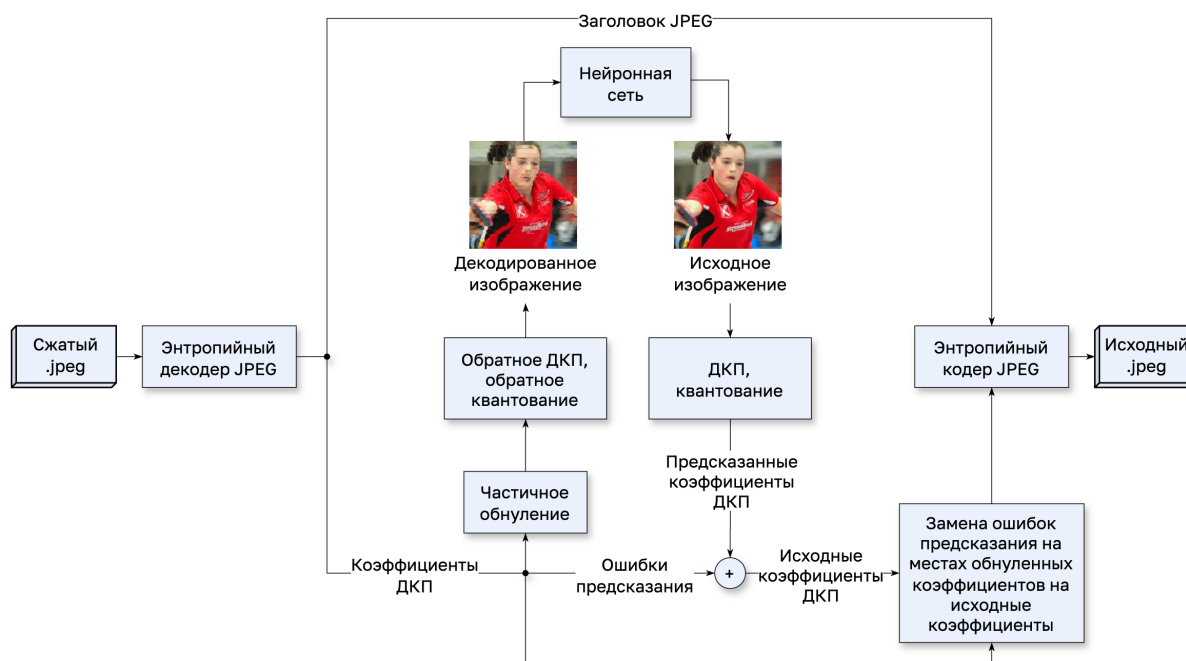 Заголовок JPEG
Нейронная
сеть
Декодированное
изображение
Исходное
изображение
Сжатый
.jpeg
Энтропийный
декодер JPEG
Обратное ДКП,
обратное
квантование
ДКП,
квантование
Энтропийный
кодер JPEG
Исходный
.jpeg
Предсказанные
коэффициенты
ДКП
Частичное
обнуление
Замена ошибок
предсказания на
местах обнуленных
коэффициентов на
исходные
коэффициенты
Коэффициенты
ДКП
Ошибки
предсказания
+
Исходные
коэффициенты
ДКП